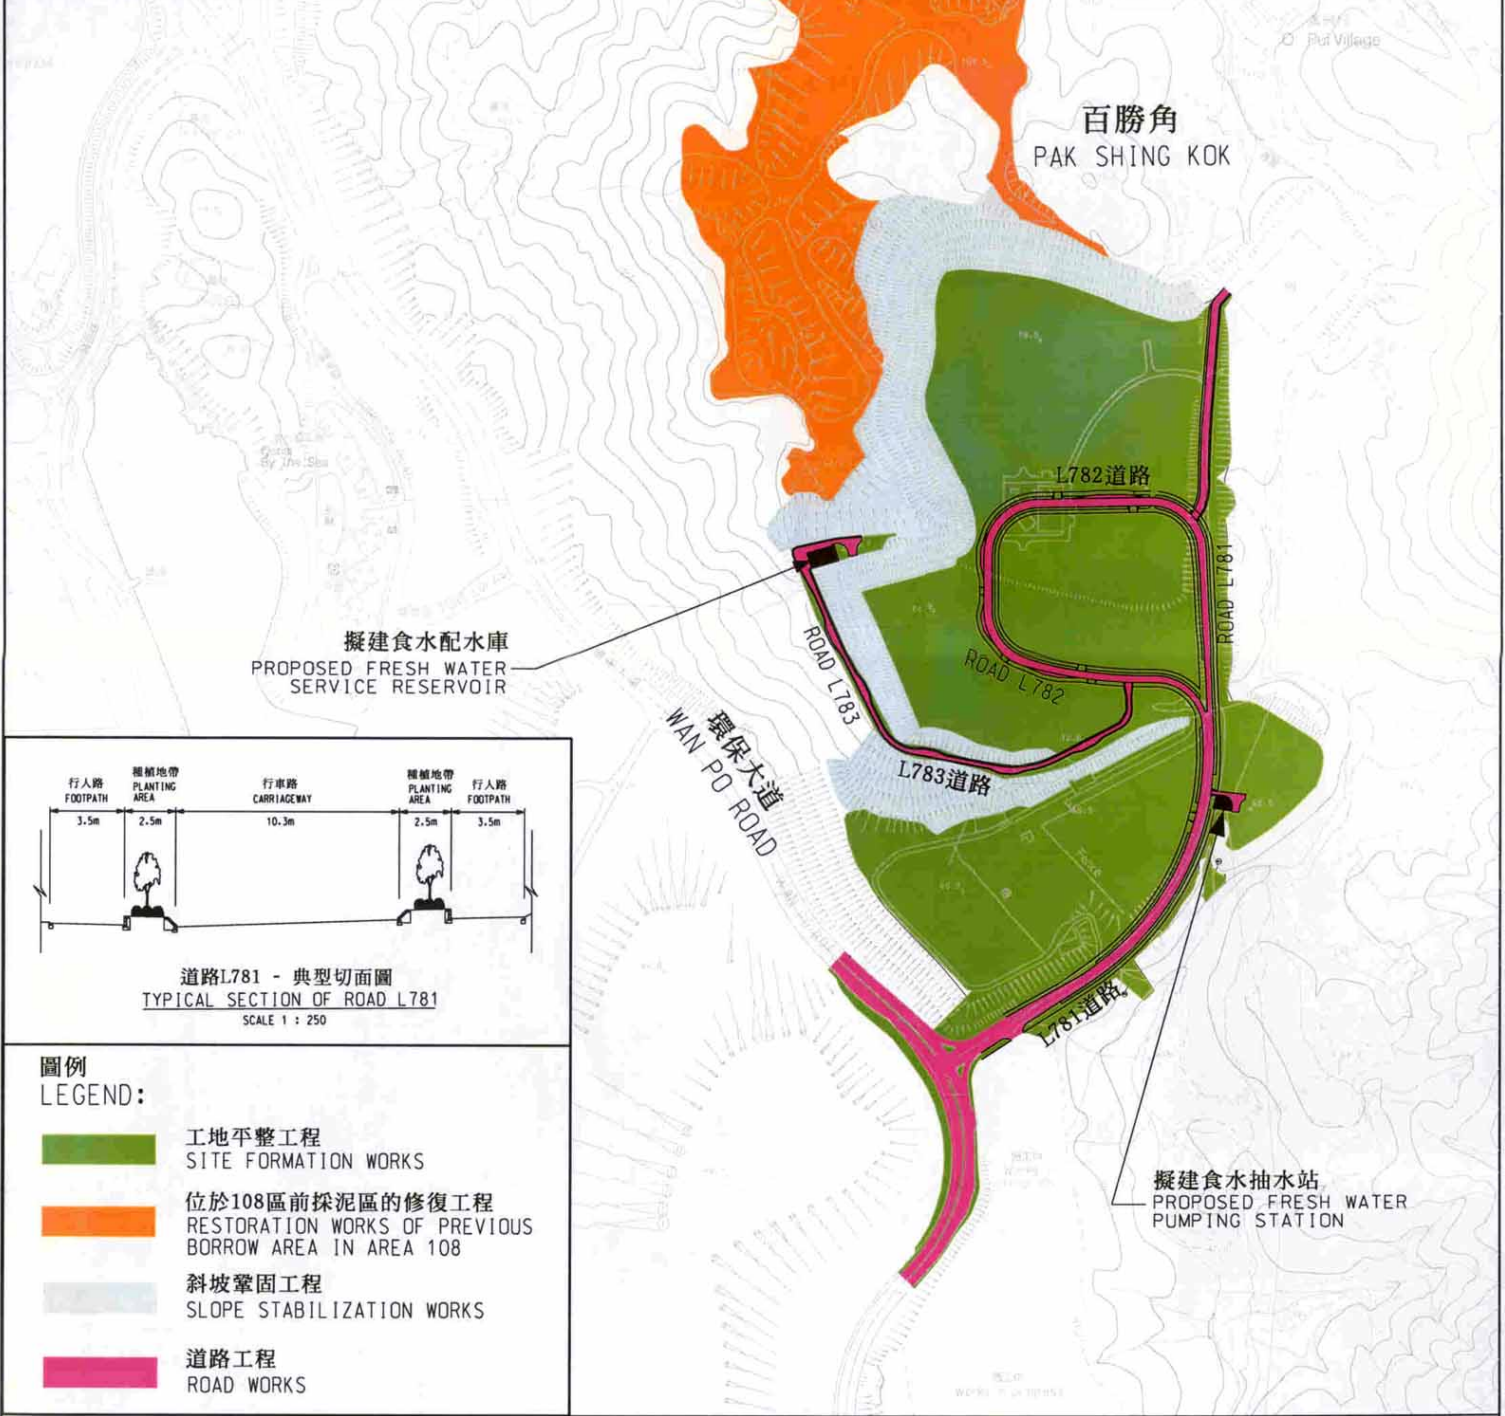 Pui Village
百勝角
PAK SHING KOK
By The Sea
L782道路
ROAD L781
擬建食水配水庫
PROPOSED FRESH WATER
SERVICE RESERVOIR
ROAD L783
ROAD L782
環保大道
WAN PO ROAD
L783道路
Fence
L781道路
行人路
FOOTPATH
3.5m
種植地帶
PLANTING
AREA
2.5m
行車路
CARRIAGEWAY
10.3m
種植地帶
PLANTING
AREA
2.5m
行人路
FOOTPATH
3.5m
道路L781 - 典型切面圖
TYPICAL SECTION OF ROAD L781
SCALE 1 : 250
圖例
LEGEND:
工地平整工程
SITE FORMATION WORKS
位於108區前採泥區的修復工程
RESTORATION WORKS OF PREVIOUS
BORROW AREA IN AREA 108
斜坡鞏固工程
SLOPE STABILIZATION WORKS
道路工程
ROAD WORKS
擬建食水抽水站
PROPOSED FRESH WATER
PUMPING STATION